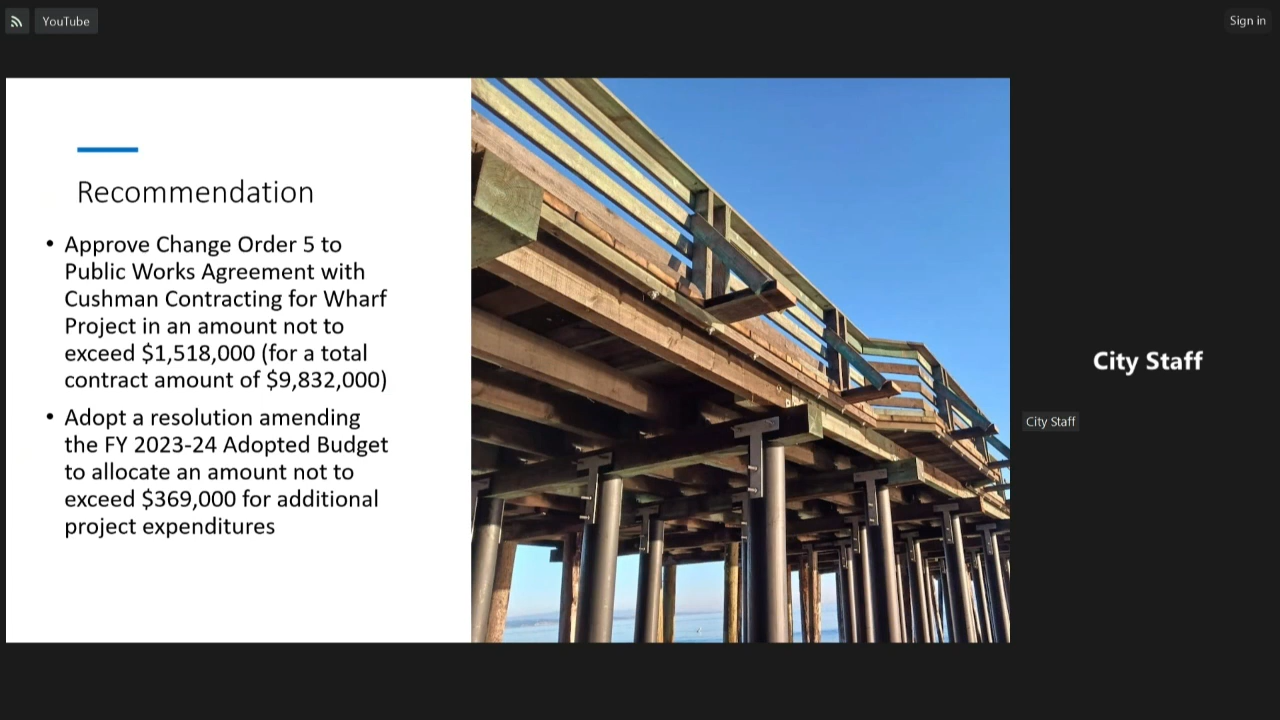 YouTube
Sign in
Recommendation
• Approve Change Order 5 to
Public Works Agreement with
Cushman Contracting for Wharf
Project in an amount not to
exceed $1,518,000 (for a total
contract amount of $9,832,000)
• Adopt a resolution amending
the FY 2023-24 Adopted Budget
to allocate an amount not to
exceed $369,000 for additional
project expenditures
City Staff
City Staff